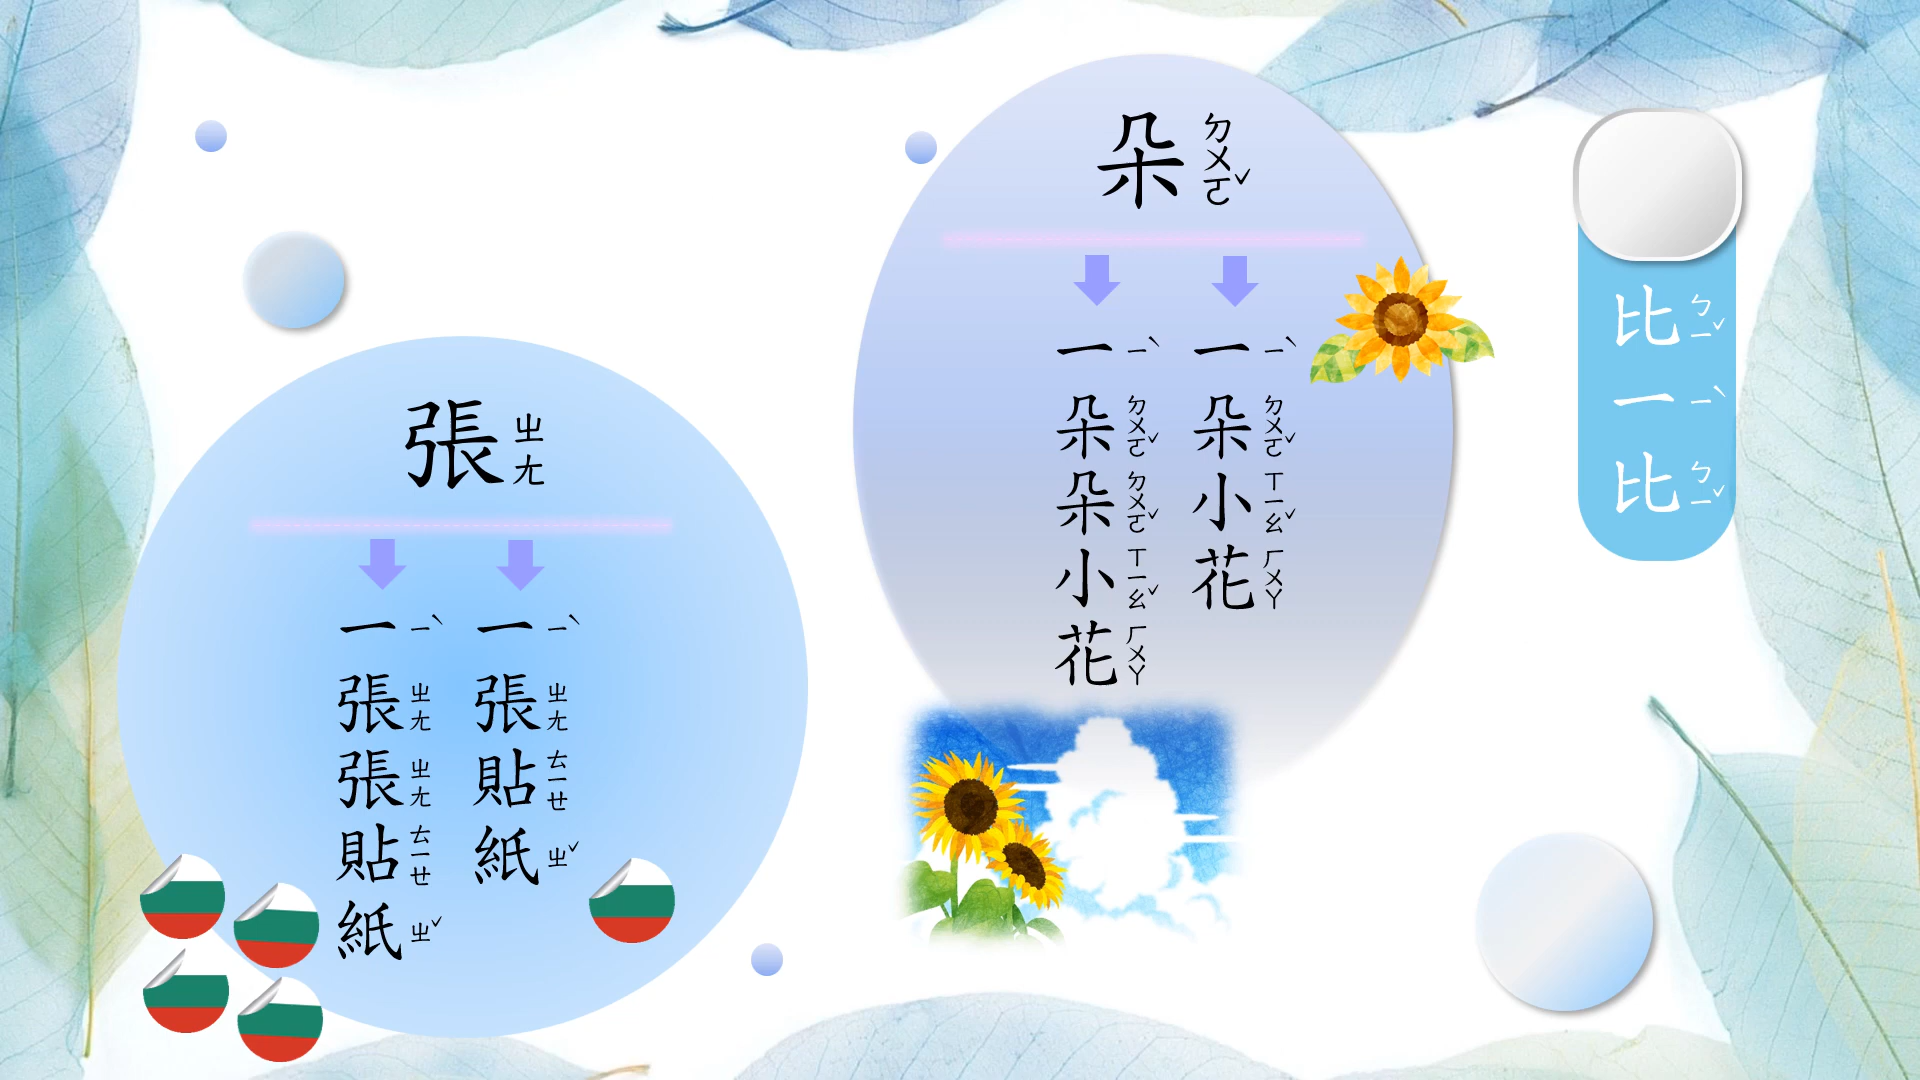 比ㄅㄧˇ一ㄧˋ比ㄅㄧˇ
朵ㄉㄨㄛˇ
一ㄧˋ朵ㄉㄨㄛˇ小ㄒㄧㄠˇ花ㄏㄨㄚ
一ㄧˋ朵ㄉㄨㄛˇ朵ㄉㄨㄛˇ小ㄒㄧㄠˇ花ㄏㄨㄚ
張ㄓㄤ
一ㄧˋ張ㄓㄤ貼ㄊㄧㄝ紙ㄓˇ
一ㄧˋ張ㄓㄤ張ㄓㄤ貼ㄊㄧㄝ紙ㄓˇ